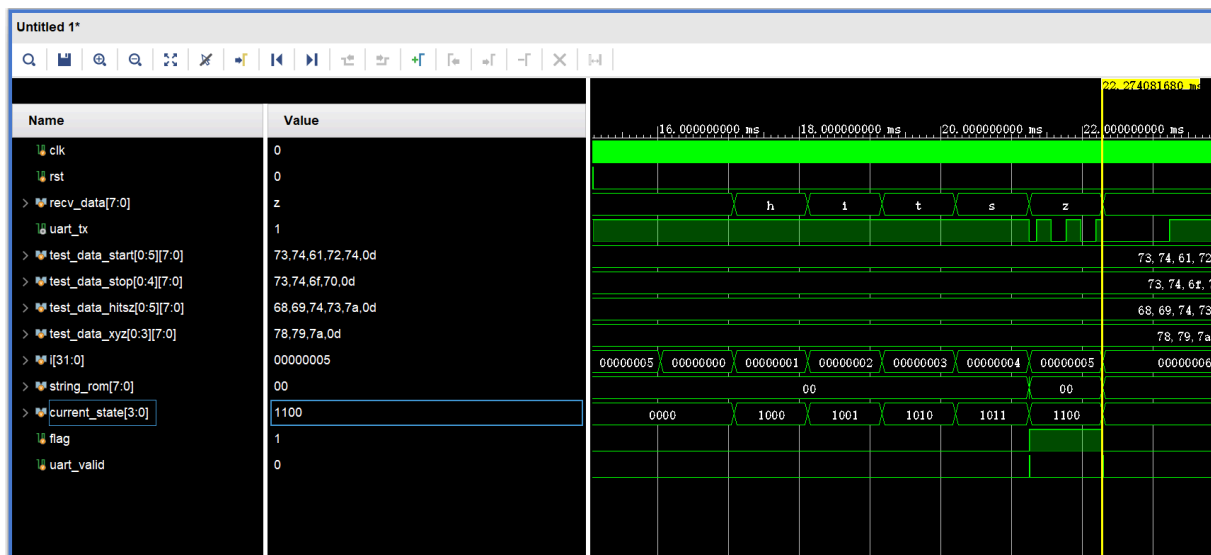 Untitled 1*
22.274081680 ms
Name Value
16.000000000 ms 18.000000000 ms 20.000000000 ms 22.000000000 ms
clk 0
rst 0
recv_data[7:0] z h i t s z
uart_tx 1
test_data_start[0:5][7:0] 73,74,61,72,74,0d 73,74,61,72
test_data_stop[0:4][7:0] 73,74,6f,70,0d 73,74,6f,7
test_data_hitsz[0:5][7:0] 68,69,74,73,7a,0d 68,69,74,73
test_data_xyz[0:3][7:0] 78,79,7a,0d 78,79,7a
i[31:0] 00000005 00000005 00000000 00000001 00000002 00000003 00000004 00000005 00000006
string_rom[7:0] 00 00 00
current_state[3:0] 1100 0000 1000 1001 1010 1011 1100
flag 1
uart_valid 0